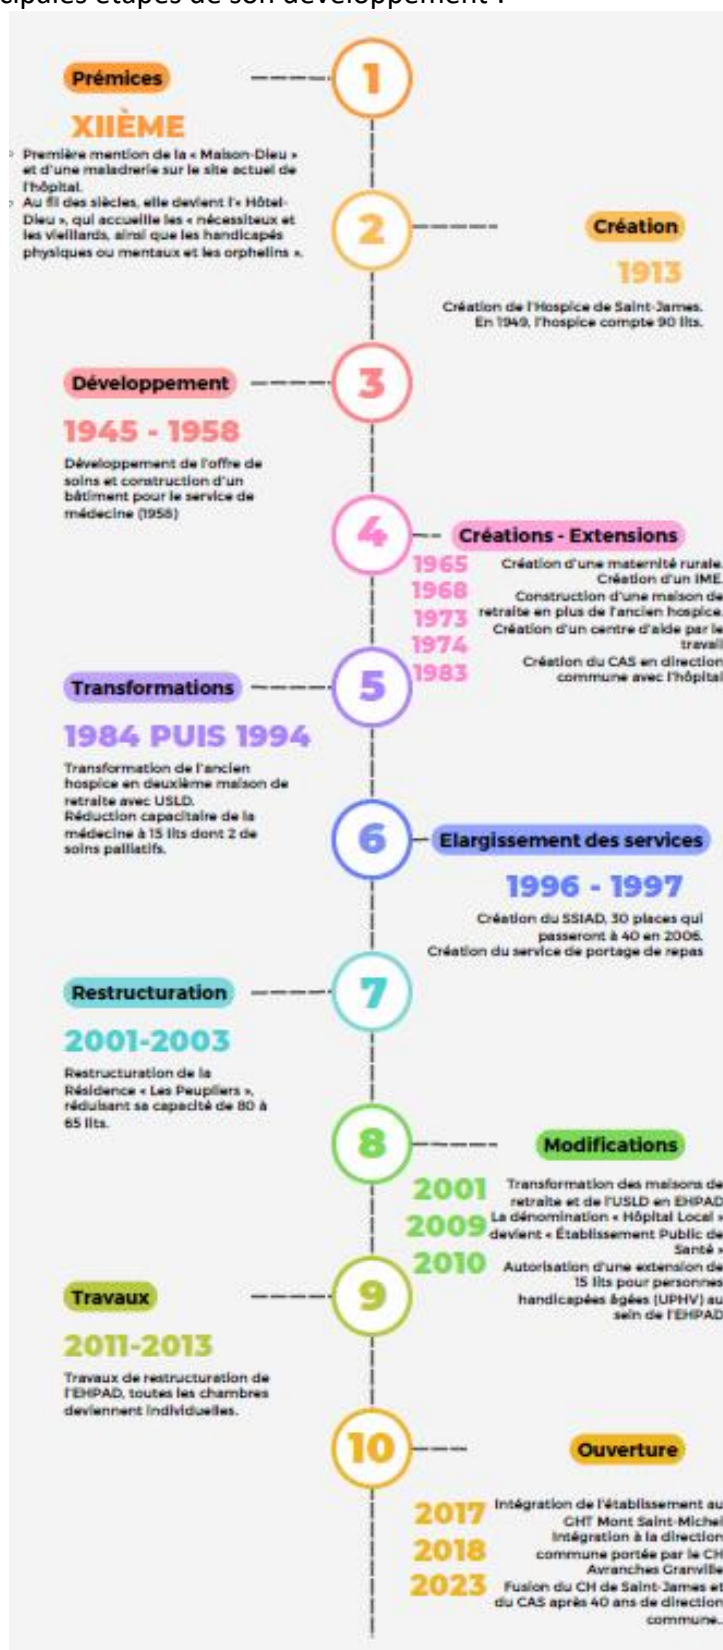 cipales étapes de son développement :
1
Prémices
XIIÈME
Première mention de la « Maison-Dieu »
et d'une maladrerie sur le site actuel de
l'hôpital.
Au fil des siècles, elle devient l'« Hôtel-
Dieu », qui accueille les « nécessiteux et
les vieillards, ainsi que les handicapés
physiques ou mentaux et les orphelins ».
2
Création
1913
Création de l'Hospice de Saint-James.
En 1949, l'hospice compte 90 lits.
3
Développement
1945 - 1958
Développement de l'offre de
soins et construction d'un
bâtiment pour le service de
médecine (1958)
4
Créations - Extensions
1965
Création d'une maternité rurale.
1968
Création d'un IME.
1973
Construction d'une maison de
retraite en plus de l'ancien hospice.
1974
Création d'un centre d'aide par le
travail
1983
Création du CAS en direction
commune avec l'hôpital
5
Transformations
1984 PUIS 1994
Transformation de l'ancien
hospice en deuxième maison de
retraite avec USLD.
Réduction capacitaire de la
médecine à 15 lits dont 2 de
soins palliatifs.
6
Elargissement des services
1996 - 1997
Création du SSIAD, 30 places qui
passeront à 40 en 2006.
Création du service de portage de repas
7
Restructuration
2001-2003
Restructuration de la
Résidence « Les Peupliers »,
réduisant sa capacité de 80 à
65 lits.
8
Modifications
2001
Transformation des maisons de
retraite et de l'USLD en EHPAD
2009
La dénomination « Hôpital Local »
devient « Établissement Public de
Santé »
2010
Autorisation d'une extension de
15 lits pour personnes
handicapées âgées (UPHV) au
sein de l'EHPAD
9
Travaux
2011-2013
Travaux de restructuration de
l'EHPAD, toutes les chambres
deviennent individuelles.
10
Ouverture
2017
Intégration de l'établissement au
GHT Mont Saint-Michel
2018
Intégration à la direction
commune portée par le CH
Avranches Granville
2023
Fusion du CH de Saint-James et
du CAS après 40 ans de direction
commune..